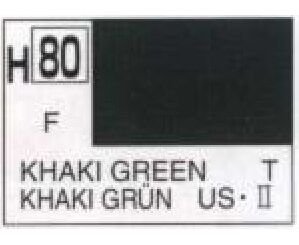 H 80
F
KHAKI GREEN T
KHAKI GRÜN US・Ⅱ